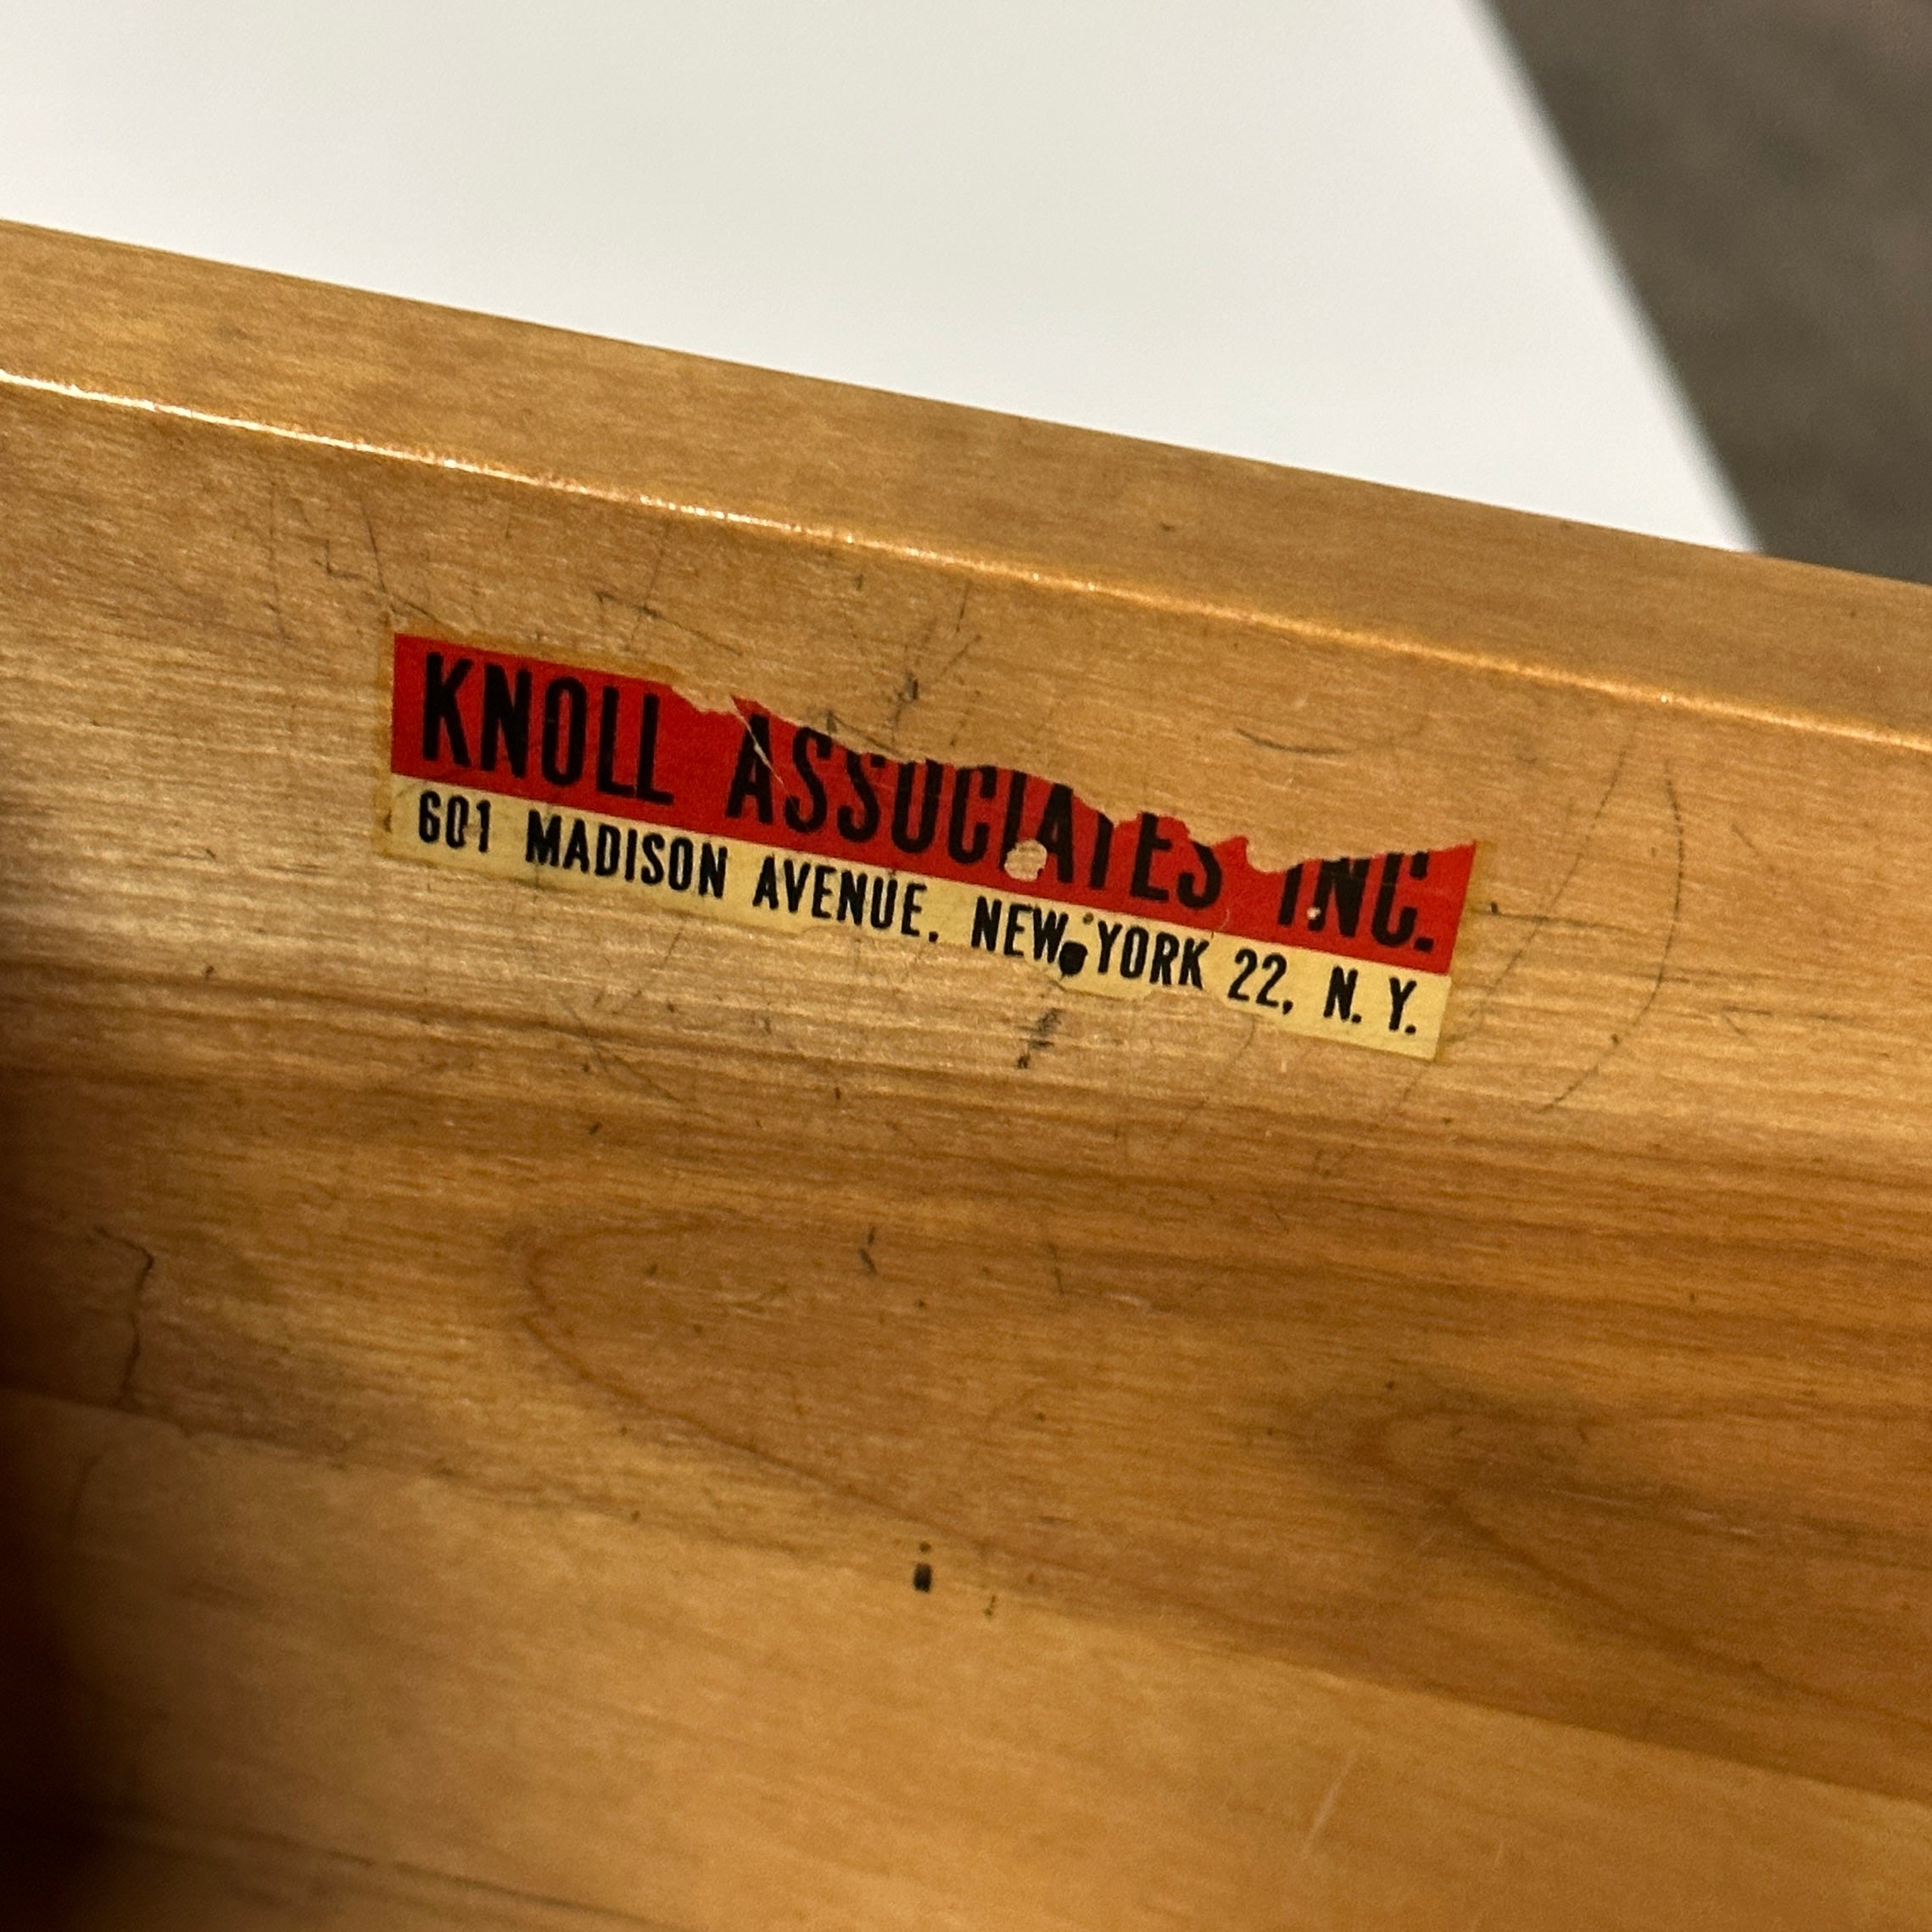 KNOLL ASSOCIATES INC.
601 MADISON AVENUE. NEW YORK 22, N. Y.